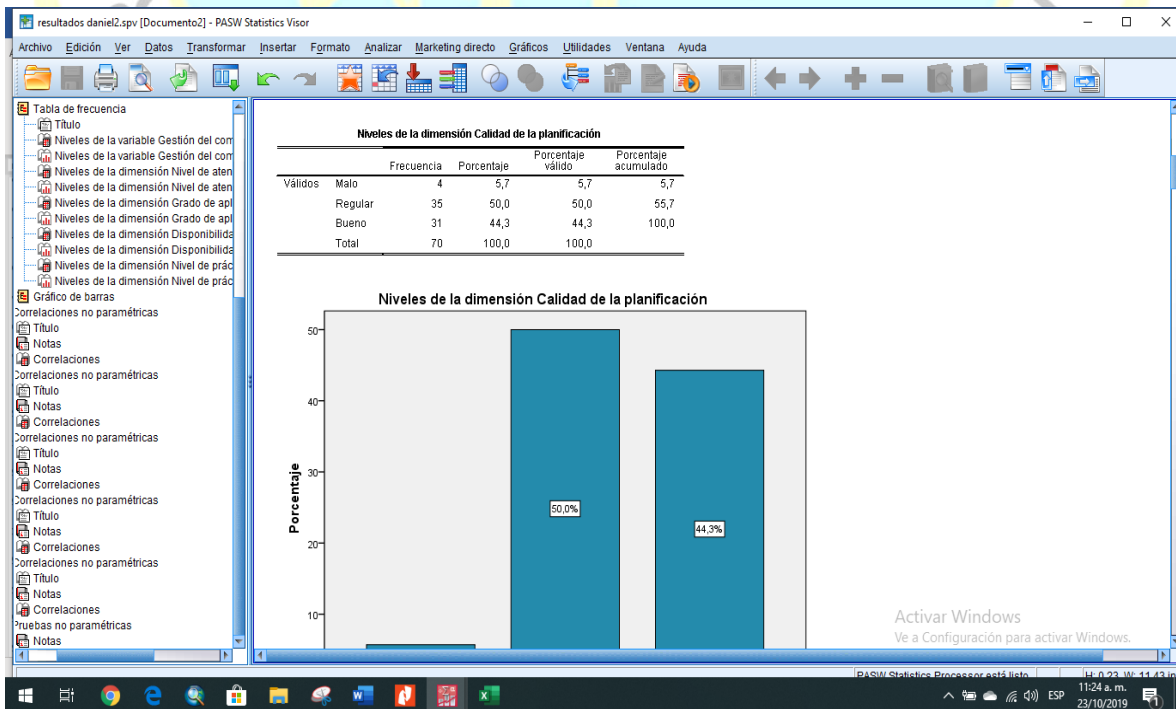 resultados daniel2.spv [Documento2] - PASW Statistics Visor
Archivo Edición Ver Datos Transformar Insertar Formato Analizar Marketing directo Gráficos Utilidades Ventana Ayuda
Tabla de frecuencia
Título
Niveles de la variable Gestión del com
Niveles de la variable Gestión del com
Niveles de la dimensión Nivel de aten
Niveles de la dimensión Nivel de aten
Niveles de la dimensión Grado de apl
Niveles de la dimensión Grado de apl
Niveles de la dimensión Disponibilida
Niveles de la dimensión Disponibilida
Niveles de la dimensión Nivel de prác
Niveles de la dimensión Nivel de prác
Gráfico de barras
Correlaciones no paramétricas
Título
Notas
Correlaciones
Correlaciones no paramétricas
Título
Notas
Correlaciones
Correlaciones no paramétricas
Título
Notas
Correlaciones
Correlaciones no paramétricas
Título
Notas
Correlaciones
Correlaciones no paramétricas
Título
Notas
Correlaciones
Pruebas no paramétricas
Notas
Niveles de la dimensión Calidad de la planificación
Frecuencia Porcentaje Porcentaje válido Porcentaje acumulado
Válidos Malo 4 5,7 5,7 5,7
Regular 35 50,0 50,0 55,7
Bueno 31 44,3 44,3 100,0
Total 70 100,0 100,0
Niveles de la dimensión Calidad de la planificación
Porcentaje
50
40
30
20
10
50,0%
44,3%
Activar Windows
Ve a Configuración para activar Windows.
PASW Statistics Processor está listo H: 0.23, W: 11.43 in
ESP
11:24 a. m.
23/10/2019
1